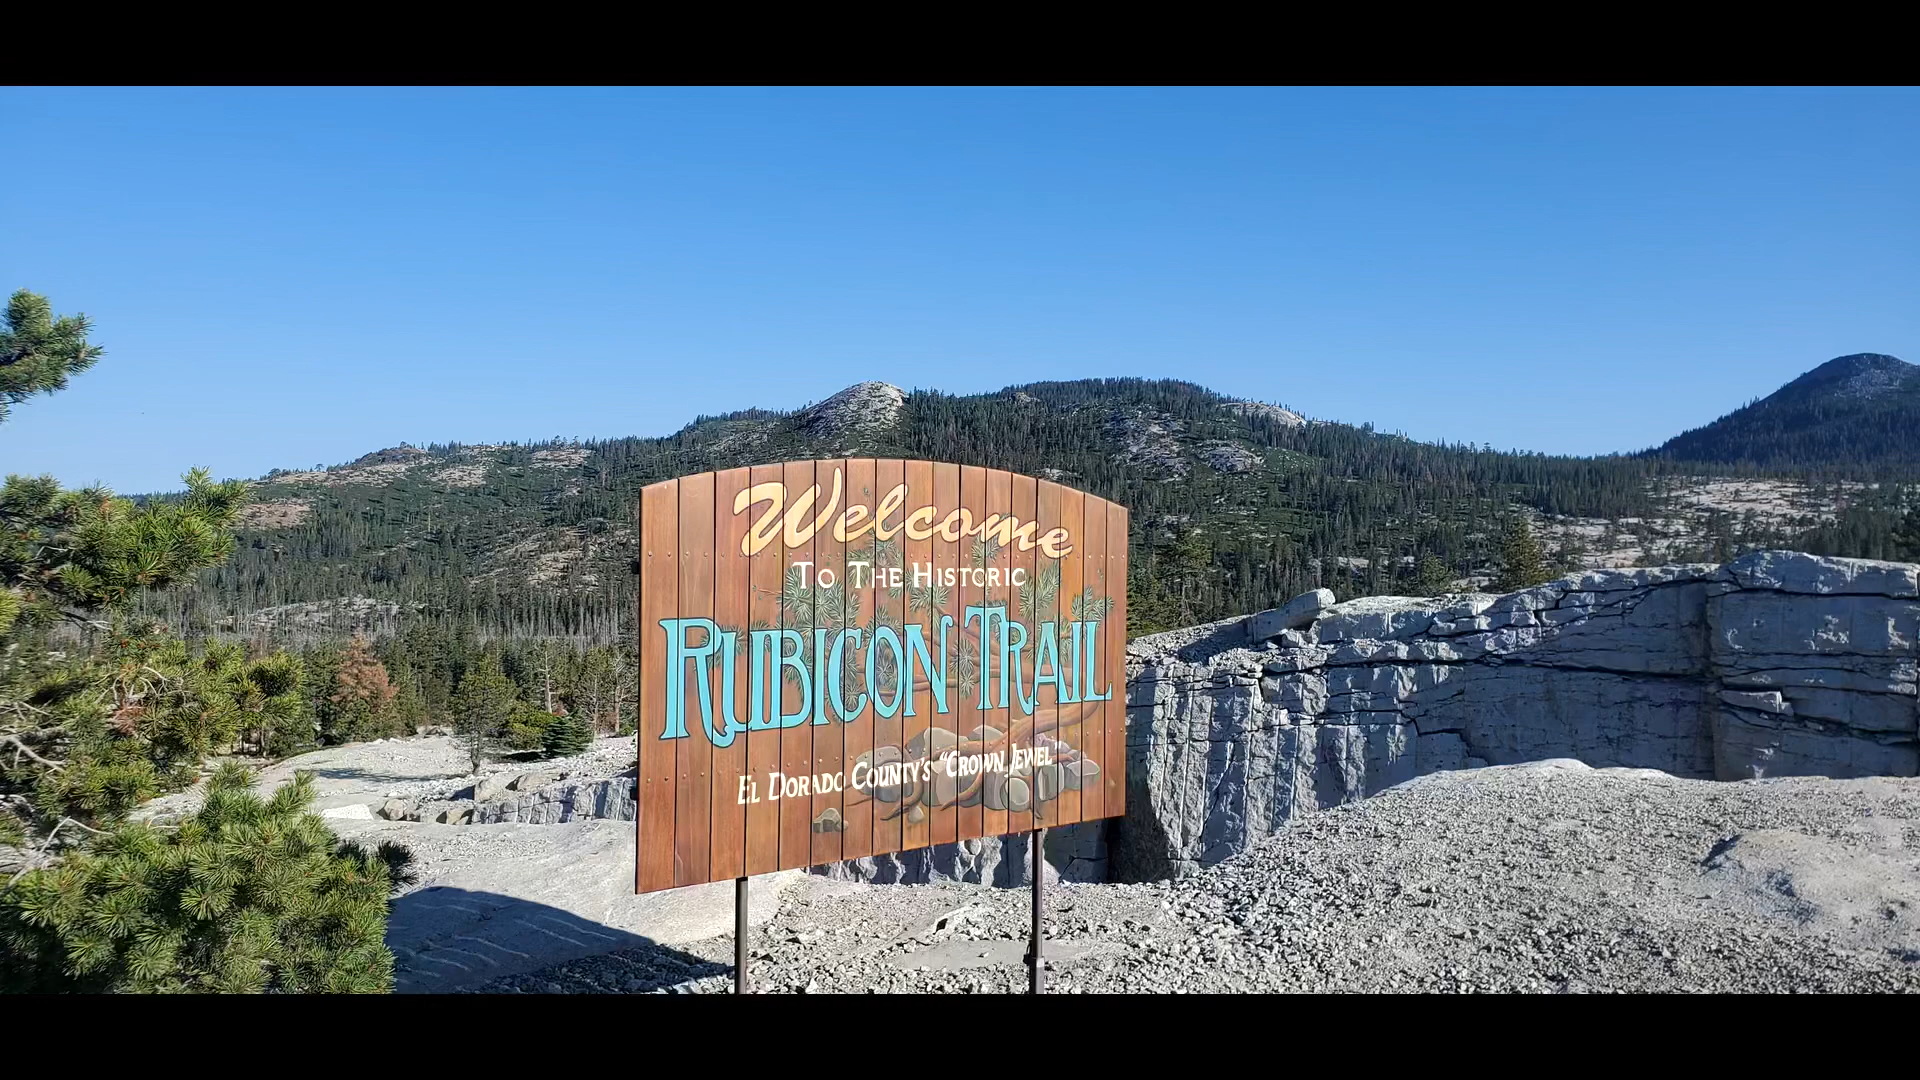 Welcome
To The Historic
Rubicon Trail
El Dorado County's "Crown Jewel"